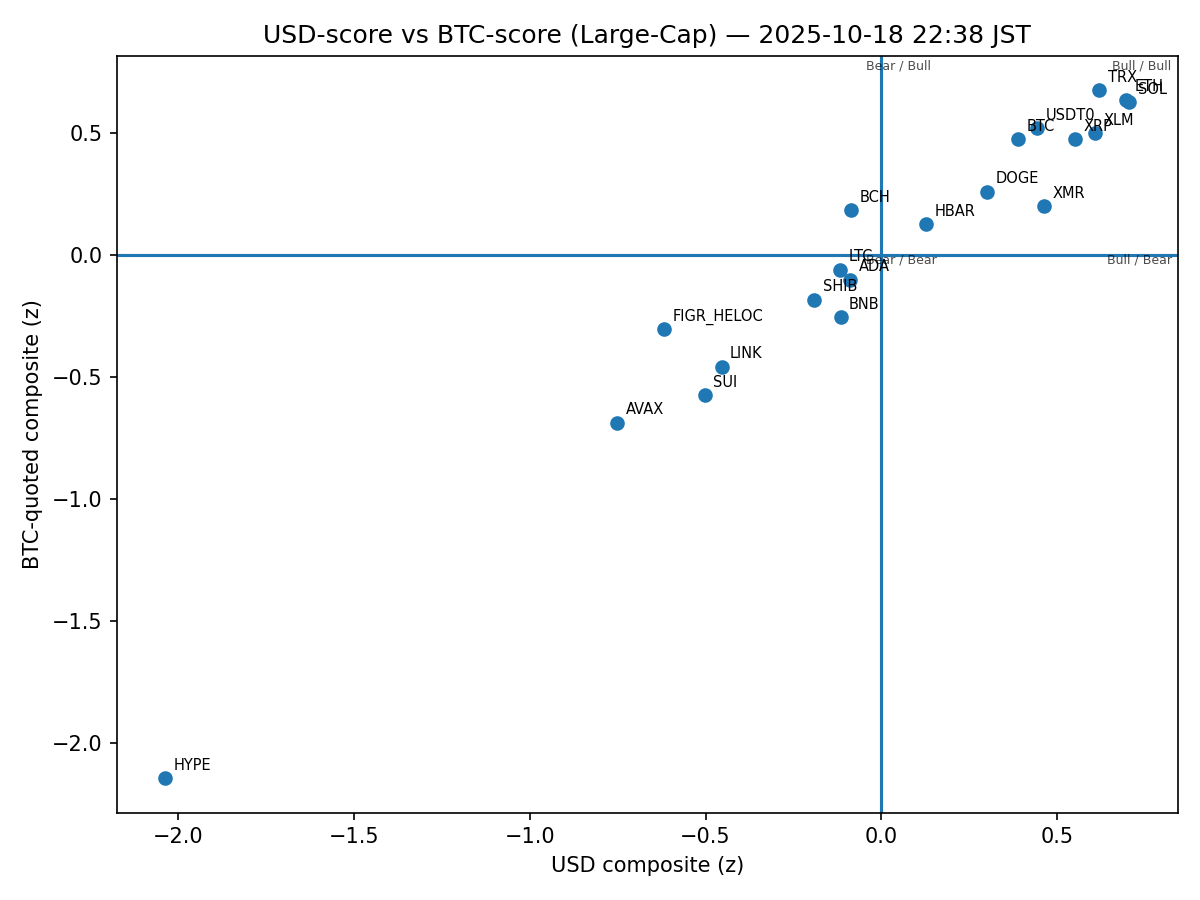 USD-score vs BTC-score (Large-Cap) — 2025-10-18 22:38 JST
Bear / Bull
Bull / Bull
TRX
ETH
SOL
USDT0
XLM
BTC
XRP
DOGE
XMR
BCH
HBAR
LTC
Bear / Bear
Bull / Bear
ADA
SHIB
BNB
FIGR_HELOC
LINK
SUI
AVAX
HYPE
0.5
0.0
−0.5
−1.0
−1.5
−2.0
BTC-quoted composite (z)
−2.0
−1.5
−1.0
−0.5
0.0
0.5
USD composite (z)